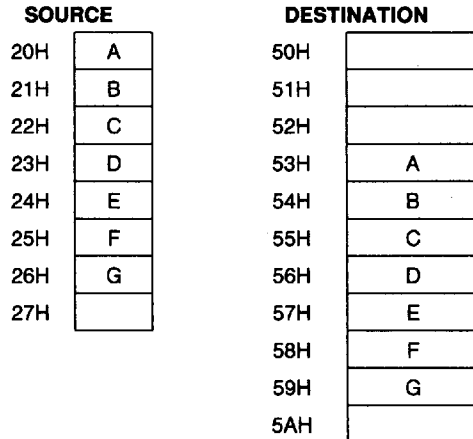 SOURCE
20H A
21H B
22H C
23H D
24H E
25H F
26H G
27H
DESTINATION
50H
51H
52H
53H A
54H B
55H C
56H D
57H E
58H F
59H G
5AH